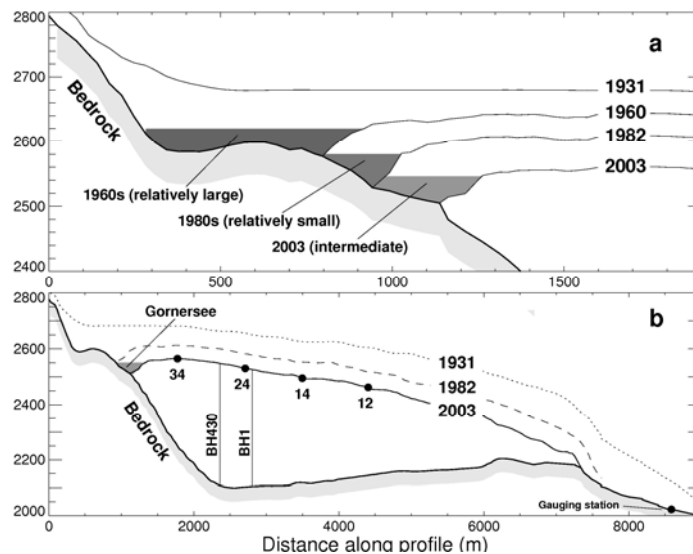 2800
a
2700
1931
Bedrock
1960
2600
1982
2003
1960s (relatively large)
2500
1980s (relatively small)
2003 (intermediate)
2400
0
500
1000
1500
2800
b
Gornersee
2600
1931
34
24
1982
14
12
2003
2400
Bedrock
BH430
BH1
2200
Gauging station
2000
0
2000
4000
6000
8000
Distance along profile (m)